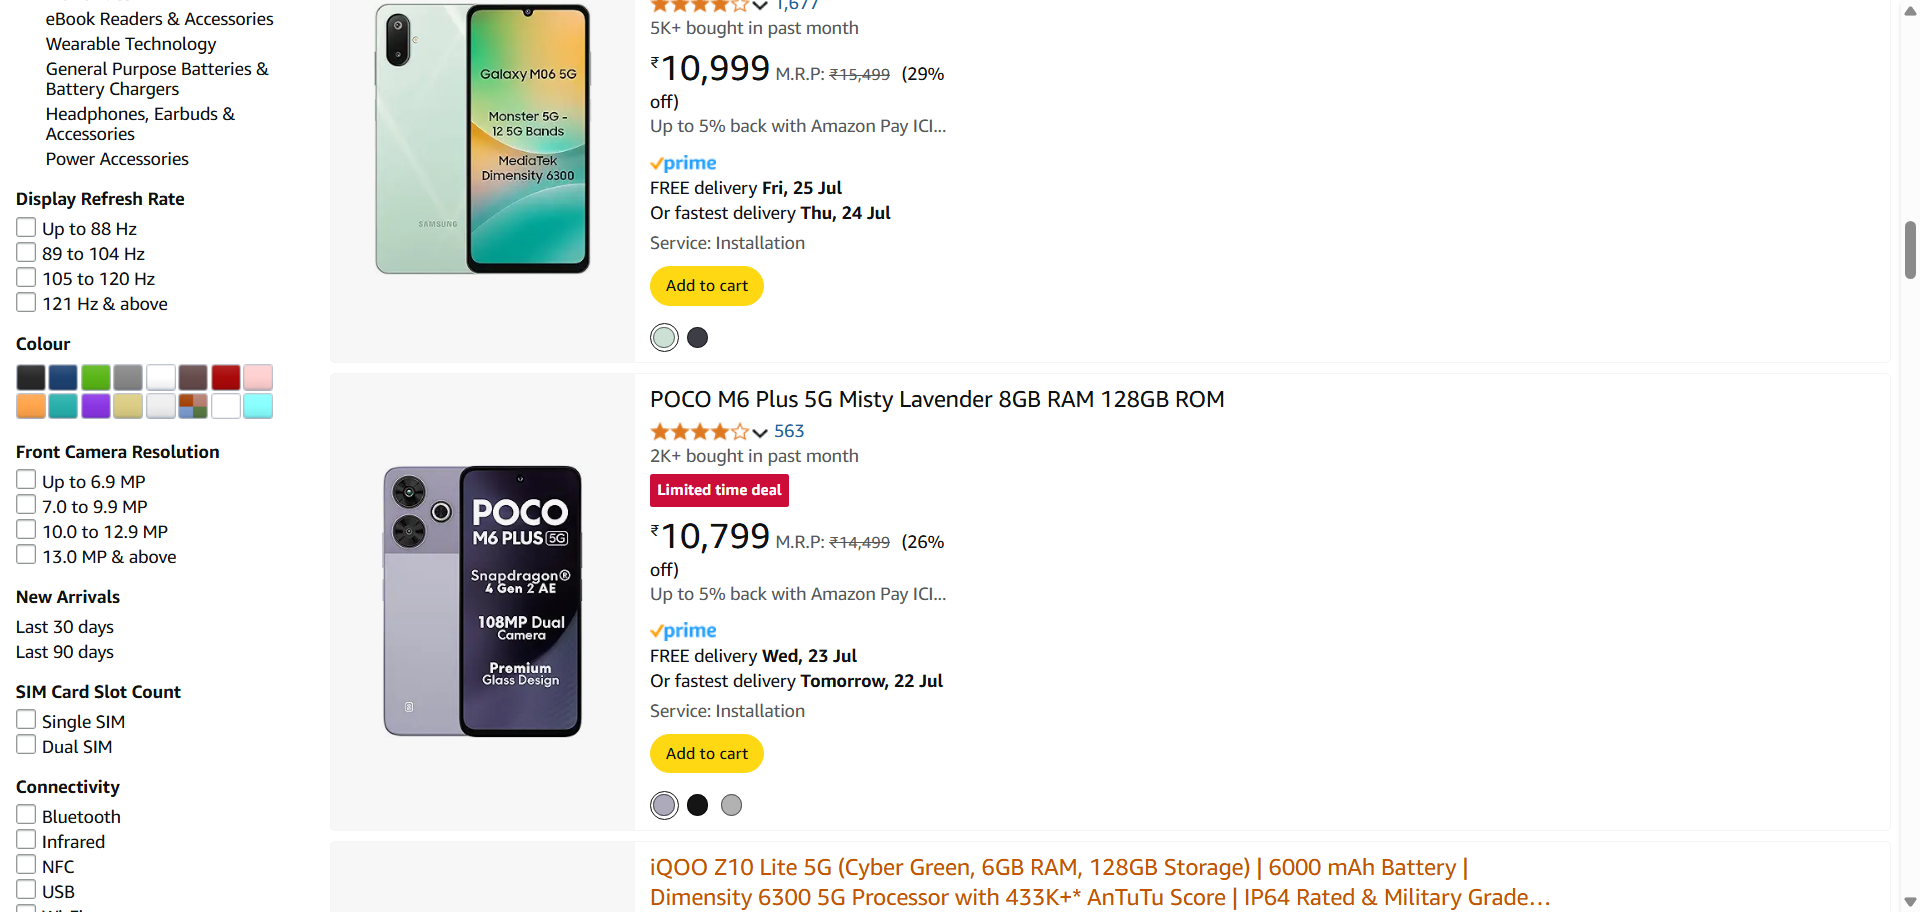 eBook Readers & Accessories
Wearable Technology
General Purpose Batteries &
Battery Chargers
Headphones, Earbuds &
Accessories
Power Accessories
Display Refresh Rate
Up to 88 Hz
89 to 104 Hz
105 to 120 Hz
121 Hz & above
Colour
Front Camera Resolution
Up to 6.9 MP
7.0 to 9.9 MP
10.0 to 12.9 MP
13.0 MP & above
New Arrivals
Last 30 days
Last 90 days
SIM Card Slot Count
Single SIM
Dual SIM
Connectivity
Bluetooth
Infrared
NFC
USB
Galaxy M06 5G
Monster 5G -
12 5G Bands
MediaTek
Dimensity 6300
SAMSUNG
1,677
5K+ bought in past month
₹10,999 M.R.P: ₹15,499 (29%
off)
Up to 5% back with Amazon Pay ICI...
prime
FREE delivery Fri, 25 Jul
Or fastest delivery Thu, 24 Jul
Service: Installation
Add to cart
POCO
M6 PLUS 5G
Snapdragon®
4 Gen 2 AE
108MP Dual
Camera
Premium
Glass Design
POCO M6 Plus 5G Misty Lavender 8GB RAM 128GB ROM
563
2K+ bought in past month
Limited time deal
₹10,799 M.R.P: ₹14,499 (26%
off)
Up to 5% back with Amazon Pay ICI...
prime
FREE delivery Wed, 23 Jul
Or fastest delivery Tomorrow, 22 Jul
Service: Installation
Add to cart
iQOO Z10 Lite 5G (Cyber Green, 6GB RAM, 128GB Storage) | 6000 mAh Battery |
Dimensity 6300 5G Processor with 433K+* AnTuTu Score | IP64 Rated & Military Grade...